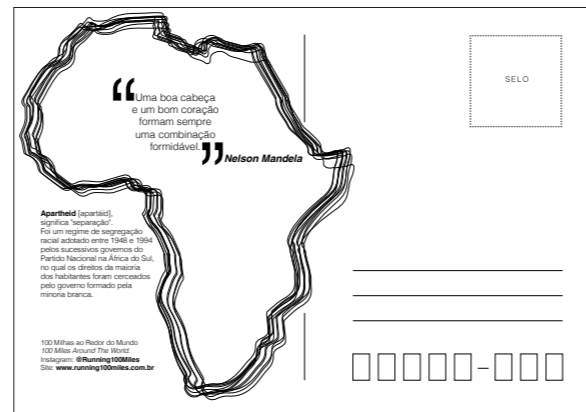 “Uma boa cabeça
e um bom coração
formam sempre
uma combinação
formidável.”
Nelson Mandela
SELO
Apartheid [apartáid],
significa "separação".
Foi um regime de segregação
racial adotado entre 1948 e 1994
pelos sucessivos governos do
Partido Nacional na África do Sul,
no qual os direitos da maioria
dos habitantes foram cerceados
pelo governo formado pela
minoria branca.
100 Milhas ao Redor do Mundo
100 Miles Around The World.
Instagram: @Running100Miles
Site: www.running100miles.com.br